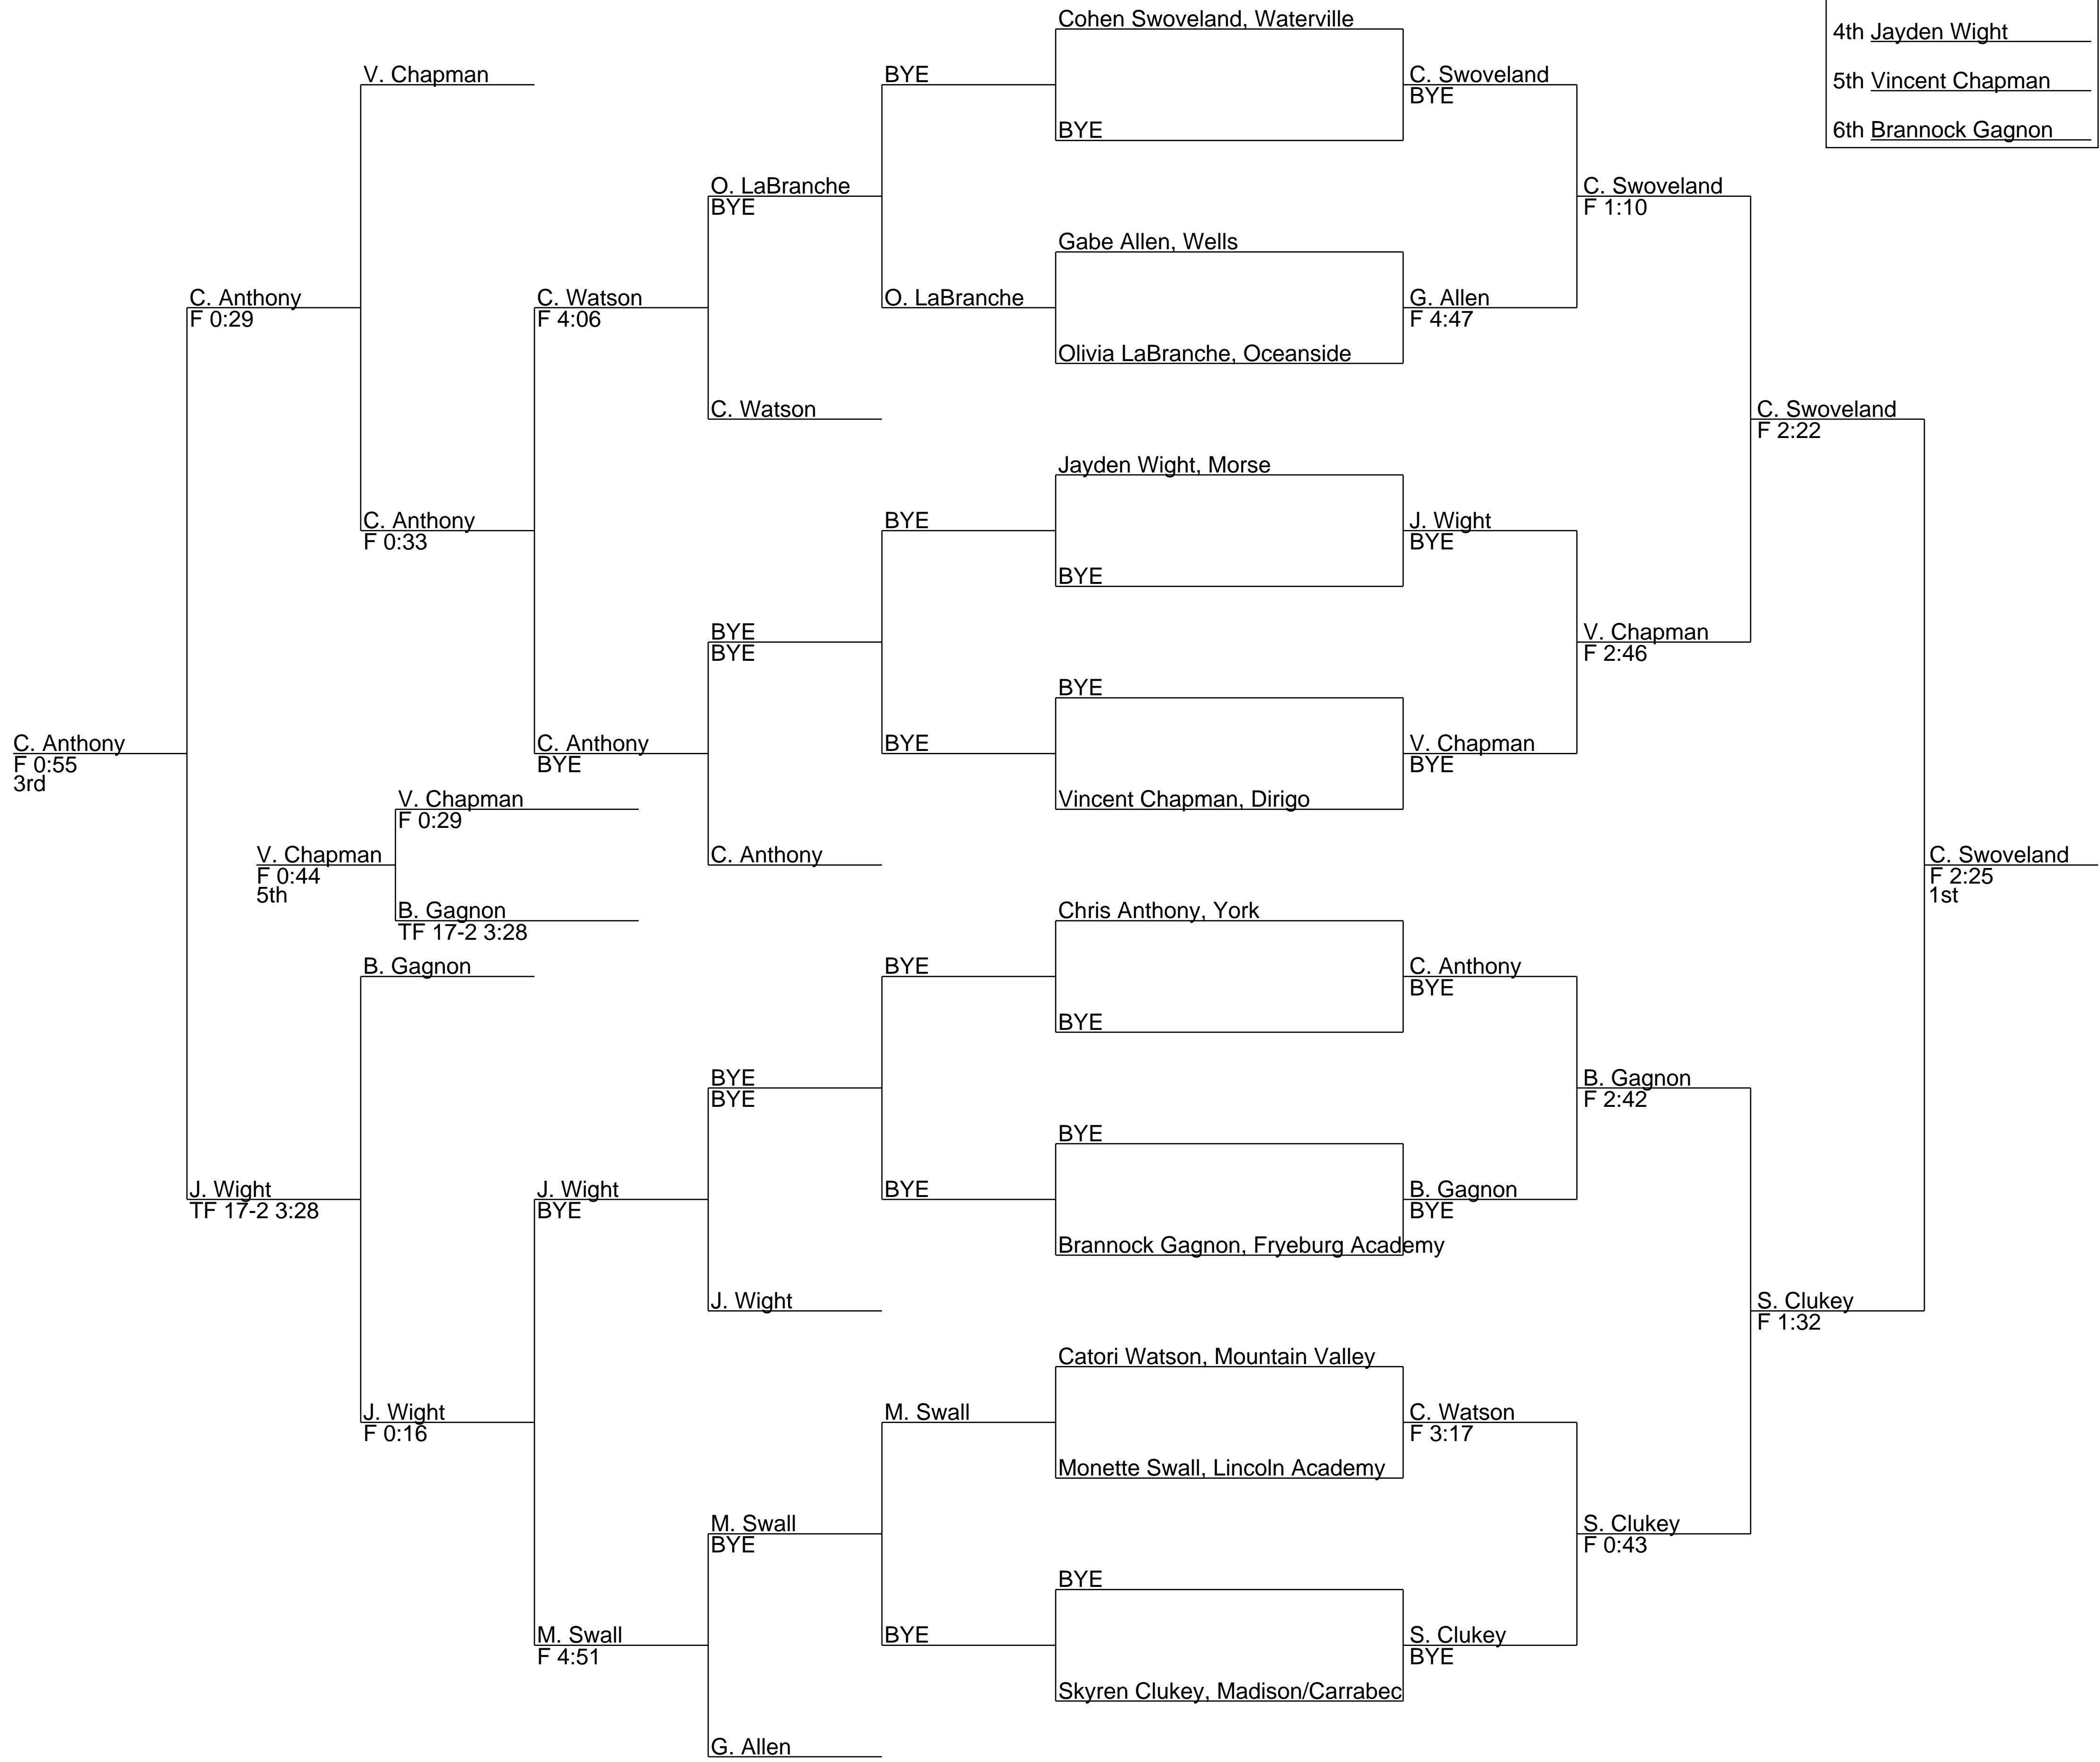 Cohen Swoveland, Waterville
4th Jayden Wight
V. Chapman
BYE
C. Swoveland
BYE
5th Vincent Chapman
BYE
6th Brannock Gagnon
O. LaBranche
BYE
C. Swoveland
F 1:10
Gabe Allen, Wells
C. Anthony
F 0:29
C. Watson
F 4:06
O. LaBranche
G. Allen
F 4:47
Olivia LaBranche, Oceanside
C. Watson
C. Swoveland
F 2:22
Jayden Wight, Morse
C. Anthony
F 0:33
BYE
J. Wight
BYE
BYE
BYE
BYE
V. Chapman
F 2:46
BYE
C. Anthony
F 0:55
3rd
C. Anthony
BYE
BYE
V. Chapman
BYE
V. Chapman
F 0:29
Vincent Chapman, Dirigo
V. Chapman
F 0:44
5th
C. Anthony
C. Swoveland
F 2:25
1st
B. Gagnon
TF 17-2 3:28
Chris Anthony, York
B. Gagnon
BYE
C. Anthony
BYE
BYE
BYE
BYE
B. Gagnon
F 2:42
BYE
J. Wight
TF 17-2 3:28
J. Wight
BYE
BYE
B. Gagnon
BYE
Brannock Gagnon, Fryeburg Academy
J. Wight
S. Clukey
F 1:32
Catori Watson, Mountain Valley
J. Wight
F 0:16
M. Swall
C. Watson
F 3:17
Monette Swall, Lincoln Academy
M. Swall
BYE
S. Clukey
F 0:43
BYE
M. Swall
F 4:51
BYE
S. Clukey
BYE
Skyren Clukey, Madison/Carrabec
G. Allen